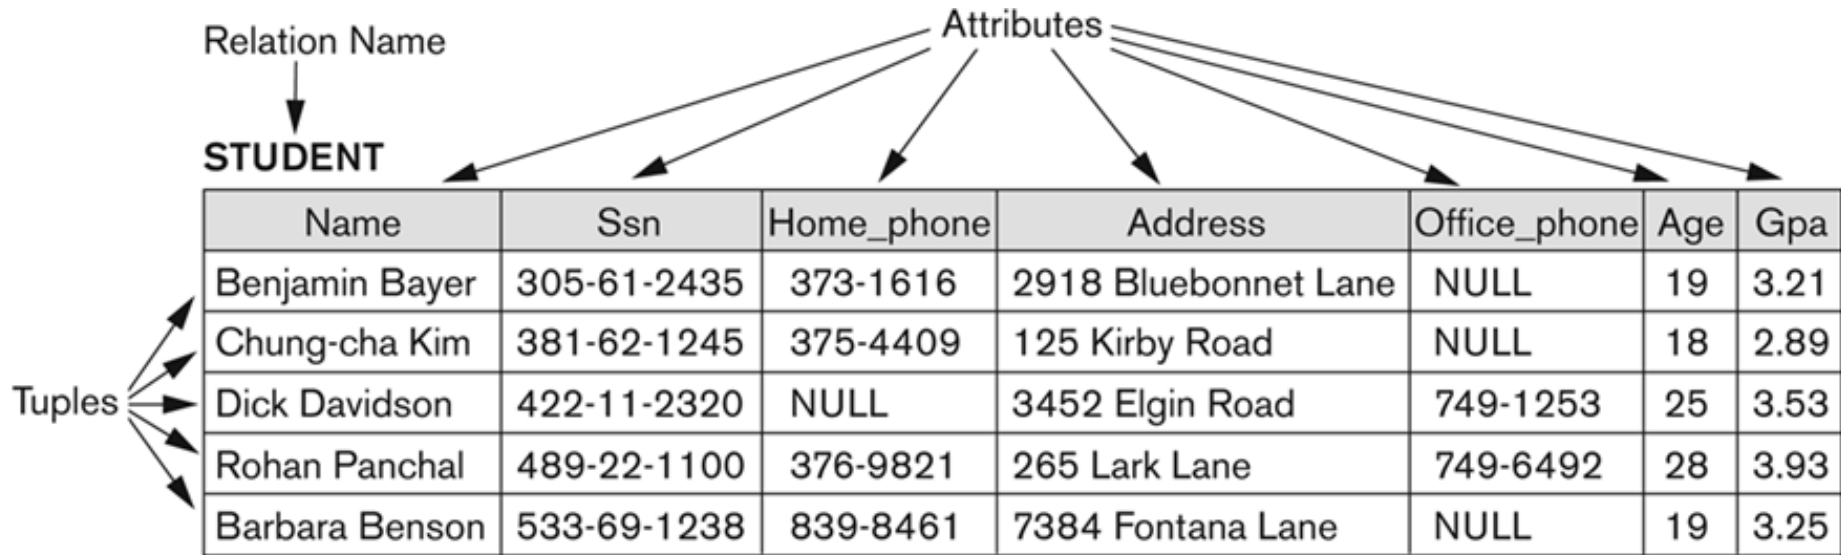 Attributes
Relation Name
STUDENT
Name Ssn Home_phone Address Office_phone Age Gpa
Benjamin Bayer 305-61-2435 373-1616 2918 Bluebonnet Lane NULL 19 3.21
Chung-cha Kim 381-62-1245 375-4409 125 Kirby Road NULL 18 2.89
Tuples Dick Davidson 422-11-2320 NULL 3452 Elgin Road 749-1253 25 3.53
Rohan Panchal 489-22-1100 376-9821 265 Lark Lane 749-6492 28 3.93
Barbara Benson 533-69-1238 839-8461 7384 Fontana Lane NULL 19 3.25